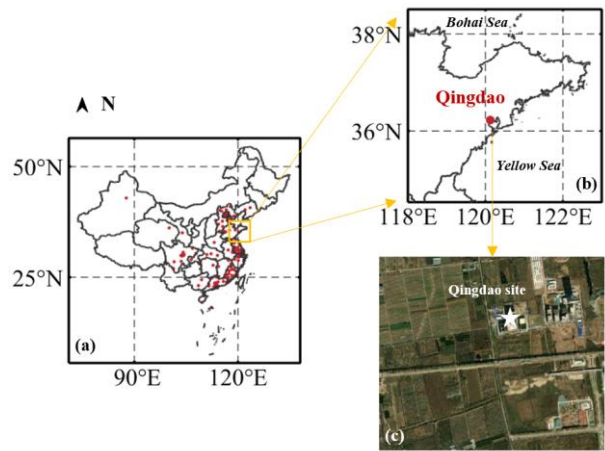 N
50°N
25°N
90°E
120°E
(a)
38°N
36°N
118°E
120°E
122°E
Bohai Sea
Qingdao
Yellow Sea
(b)
Qingdao site
(c)